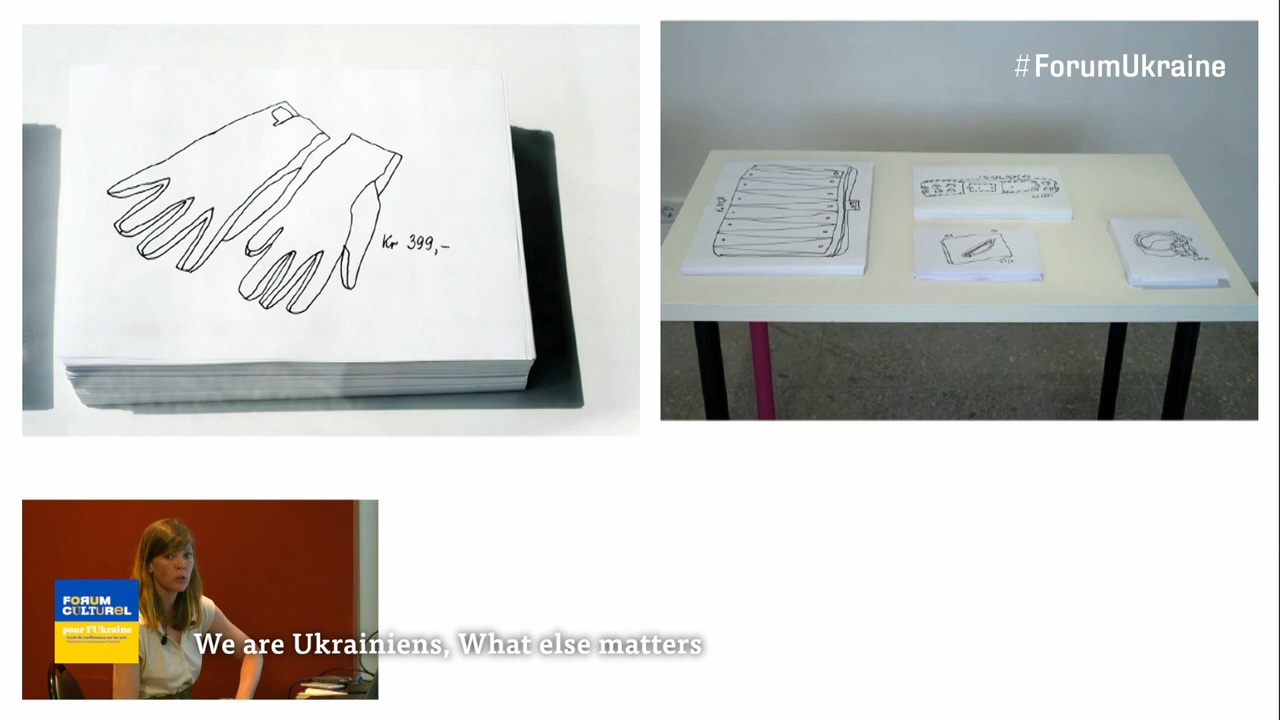 #ForumUkraine
Kr 399,-
FORUM
CULTUREL
pour l'Ukraine
We are Ukrainiens, What else matters